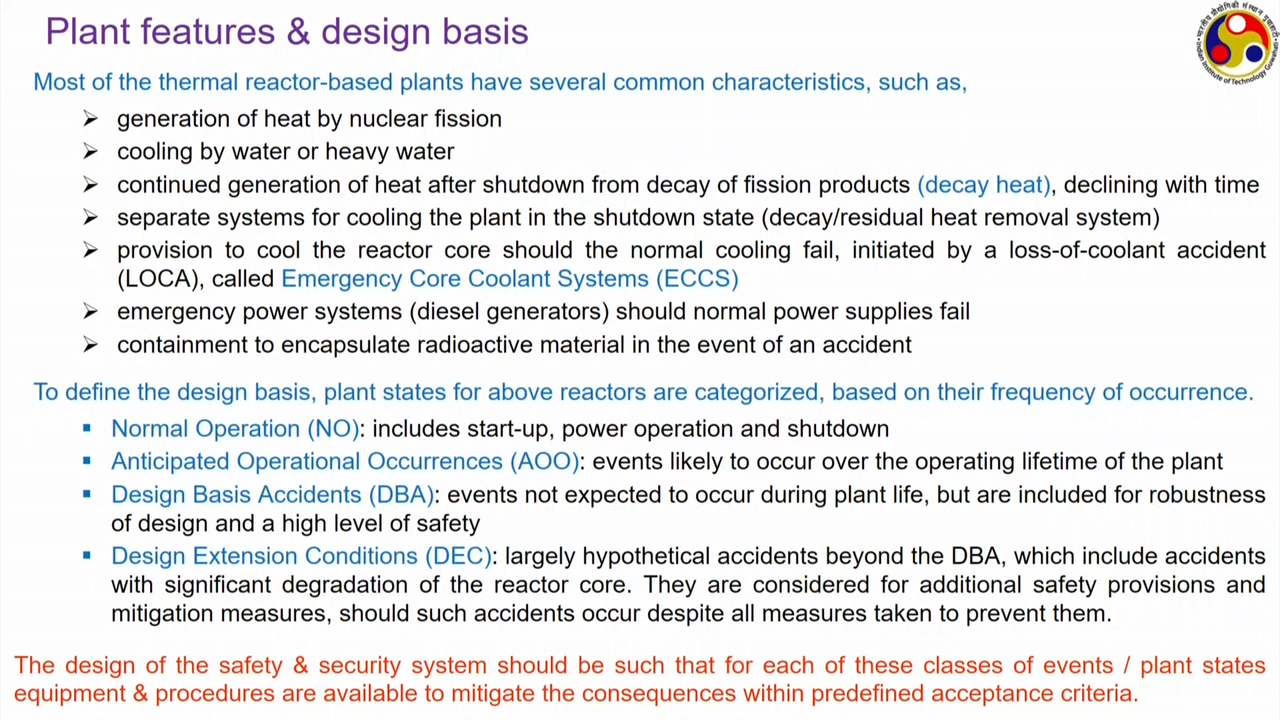 Plant features & design basis
Most of the thermal reactor-based plants have several common characteristics, such as,
➢ generation of heat by nuclear fission
➢ cooling by water or heavy water
➢ continued generation of heat after shutdown from decay of fission products (decay heat), declining with time
➢ separate systems for cooling the plant in the shutdown state (decay/residual heat removal system)
➢ provision to cool the reactor core should the normal cooling fail, initiated by a loss-of-coolant accident
(LOCA), called Emergency Core Coolant Systems (ECCS)
➢ emergency power systems (diesel generators) should normal power supplies fail
➢ containment to encapsulate radioactive material in the event of an accident
To define the design basis, plant states for above reactors are categorized, based on their frequency of occurrence.
▪ Normal Operation (NO): includes start-up, power operation and shutdown
▪ Anticipated Operational Occurrences (AOO): events likely to occur over the operating lifetime of the plant
▪ Design Basis Accidents (DBA): events not expected to occur during plant life, but are included for robustness
of design and a high level of safety
▪ Design Extension Conditions (DEC): largely hypothetical accidents beyond the DBA, which include accidents
with significant degradation of the reactor core. They are considered for additional safety provisions and
mitigation measures, should such accidents occur despite all measures taken to prevent them.
The design of the safety & security system should be such that for each of these classes of events / plant states
equipment & procedures are available to mitigate the consequences within predefined acceptance criteria.
Indian Institute of Technology Guwahati